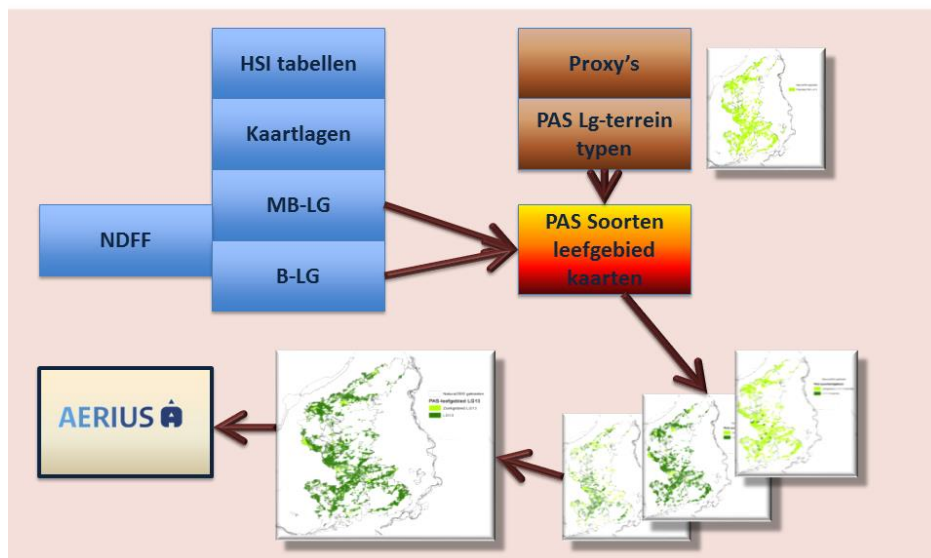 HSI tabellen
Kaartlagen
MB-LG
B-LG
NDFF
Proxy's
PAS Lg-terrein
typen
PAS Soorten
leefgebied
kaarten
AERIUS
PAS leefgebied LG13